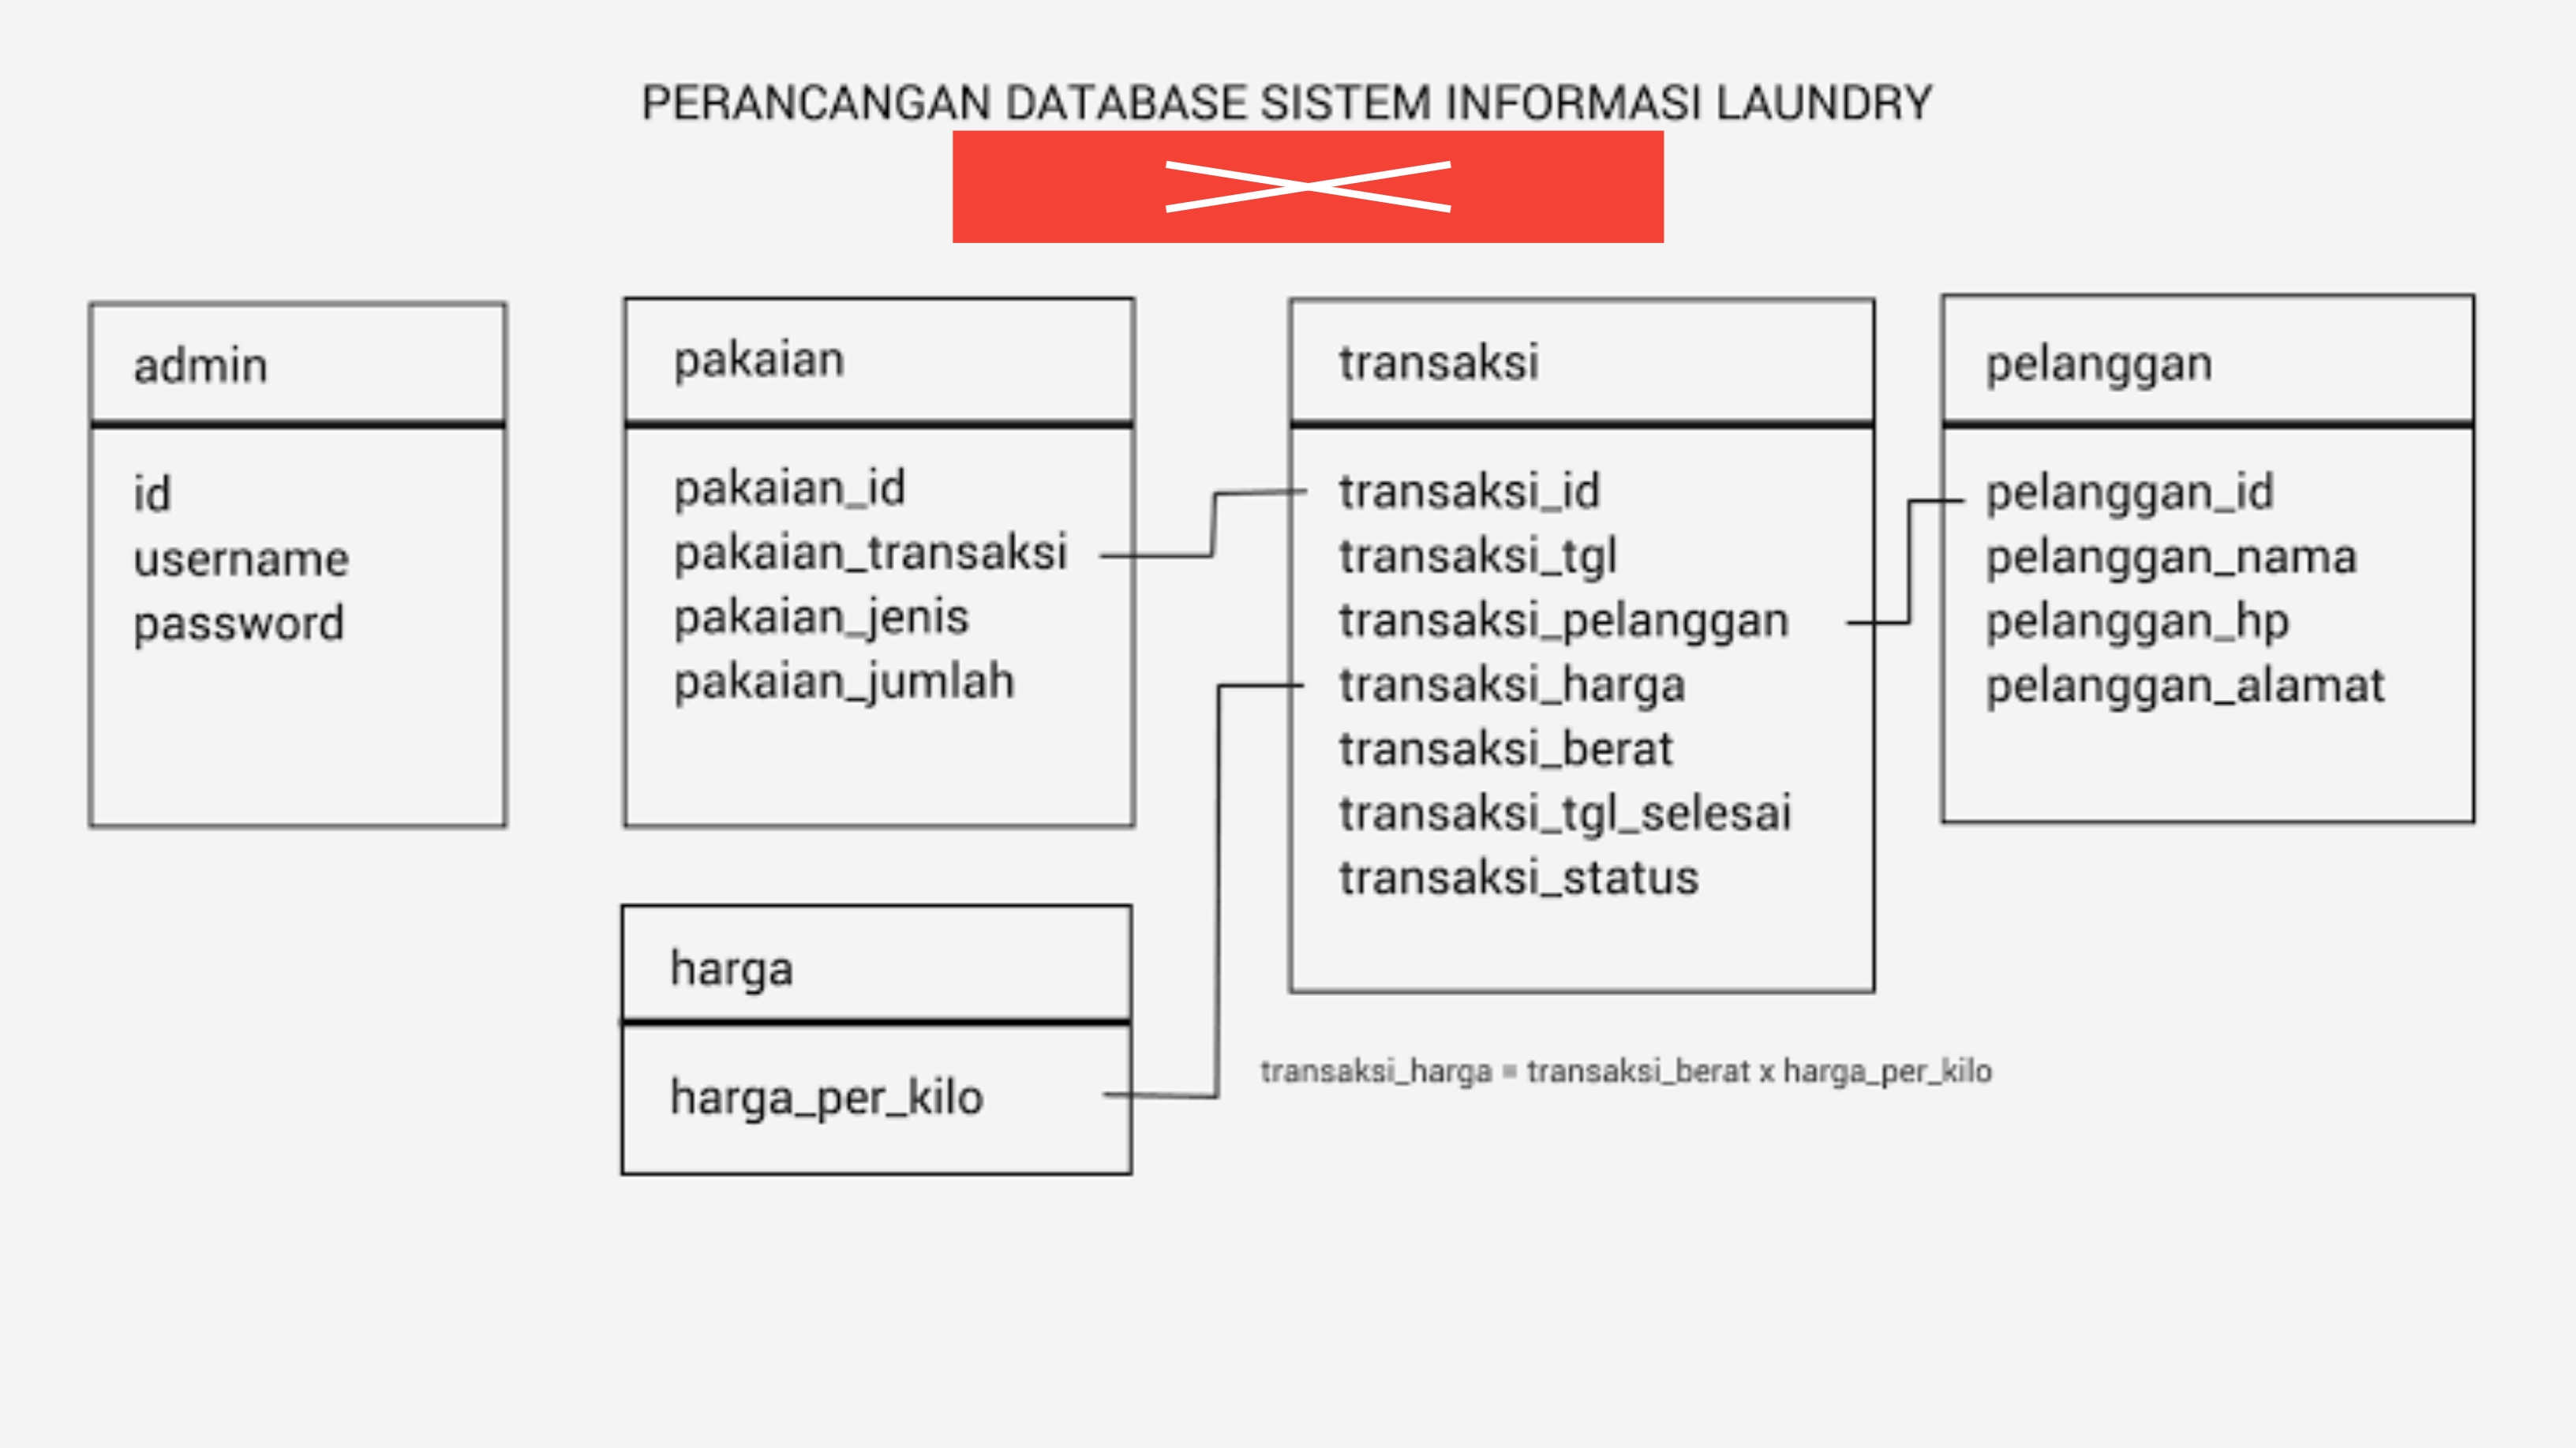 PERANCANGAN DATABASE SISTEM INFORMASI LAUNDRY
admin
id
username
password
pakaian
pakaian_id
pakaian_transaksi
pakaian_jenis
pakaian_jumlah
transaksi
transaksi_id
transaksi_tgl
transaksi_pelanggan
transaksi_harga
transaksi_berat
transaksi_tgl_selesai
transaksi_status
pelanggan
pelanggan_id
pelanggan_nama
pelanggan_hp
pelanggan_alamat
harga
harga_per_kilo
transaksi_harga = transaksi_berat x harga_per_kilo